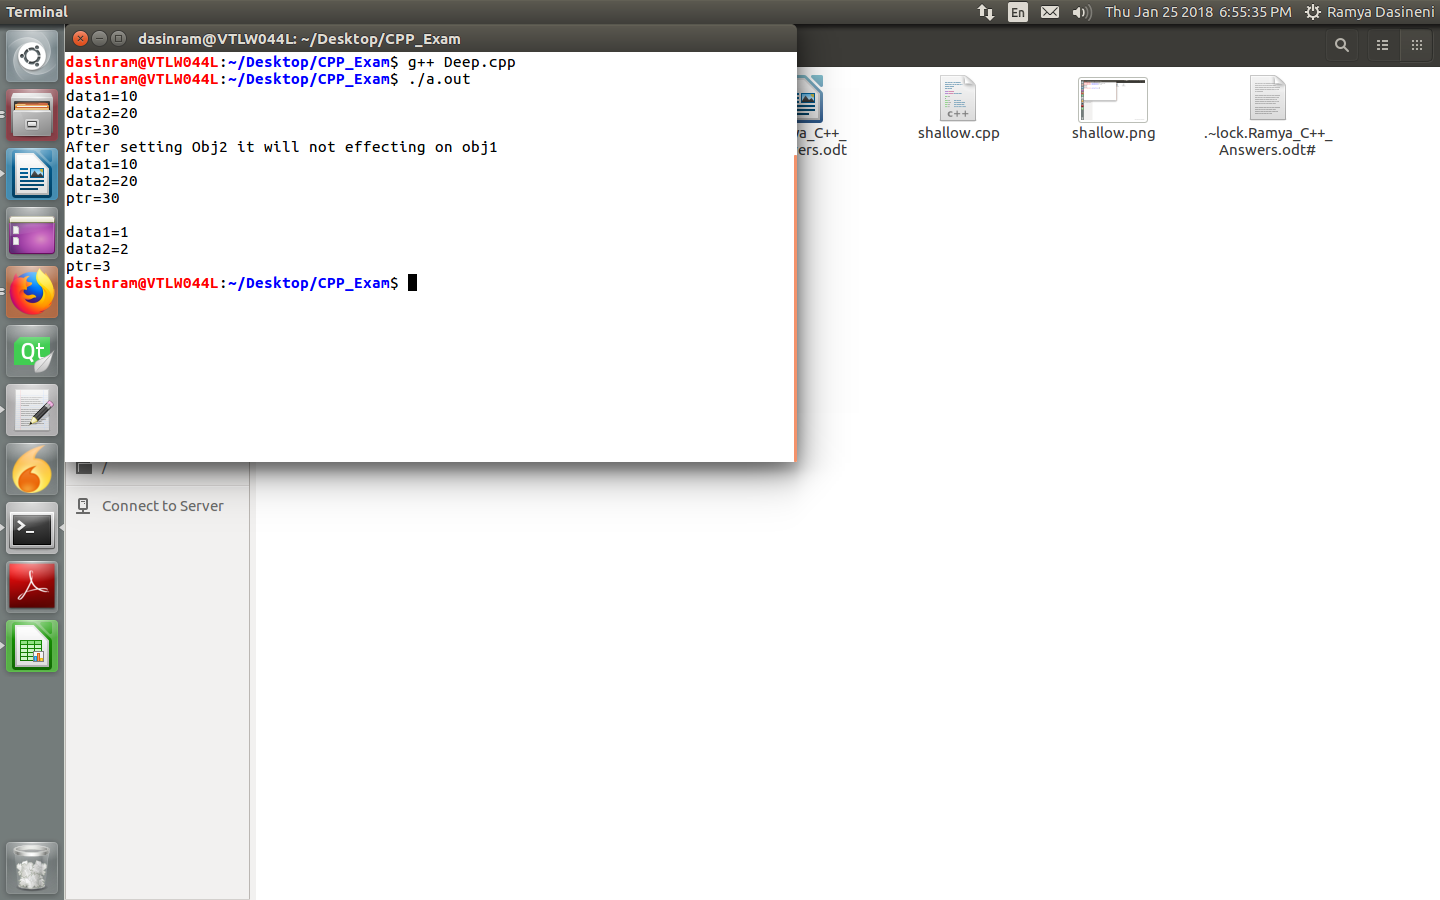 Terminal
En
Thu Jan 25 2018 6:55:35 PM
Ramya Dasineni
dasinram@VTLW044L: ~/Desktop/CPP_Exam
dasinram@VTLW044L:~/Desktop/CPP_Exam$ g++ Deep.cpp
dasinram@VTLW044L:~/Desktop/CPP_Exam$ ./a.out
data1=10
data2=20
ptr=30
After setting Obj2 it will not effecting on obj1
data1=10
data2=20
ptr=30
data1=1
data2=2
ptr=3
dasinram@VTLW044L:~/Desktop/CPP_Exam$
ya_C++_
ers.odt
c++
shallow.cpp
shallow.png
.~lock.Ramya_C++_
Answers.odt#
Qt
/
Connect to Server